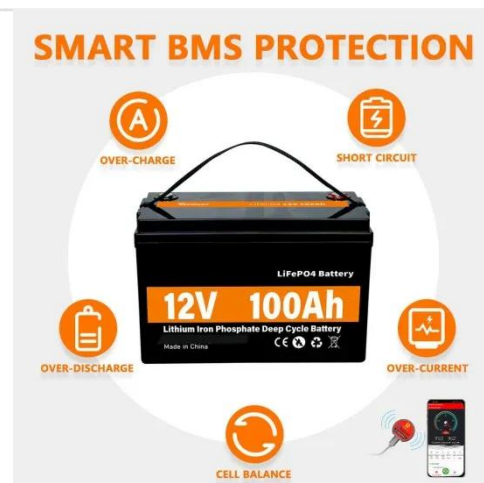 SMART BMS PROTECTION
A
OVER-CHARGE
SHORT CIRCUIT
LiFePO4 Battery
12V 100Ah
Lithium Iron Phosphate Deep Cycle Battery
Made in China
CE
OVER-DISCHARGE
OVER-CURRENT
CELL BALANCE